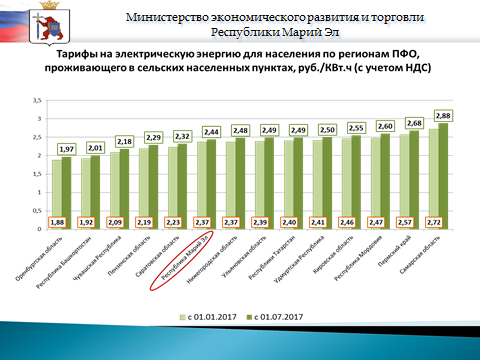 Министерство экономического развития и торговли
Республики Марий Эл
Тарифы на электрическую энергию для населения по регионам ПФО,
проживающего в сельских населенных пунктах, руб./КВт.ч (с учетом НДС)
3,5
3
2,5
2
1,5
1
0,5
0
1,97 2,01 2,18 2,29 2,32 2,44 2,48 2,49 2,49 2,50 2,55 2,60 2,68 2,88
1,88 1,92 2,09 2,19 2,23 2,37 2,37 2,39 2,40 2,41 2,46 2,47 2,57 2,72
Оренбургская область
Республика Башкортостан
Чувашская Республика
Пензенская область
Саратовская область
Республика Марий Эл
Нижегородская область
Ульяновская область
Республики Татарстан
Удмуртская Республика
Кировская область
Республика Мордовия
Пермский край
Самарская область
с 01.01.2017 с 01.07.2017